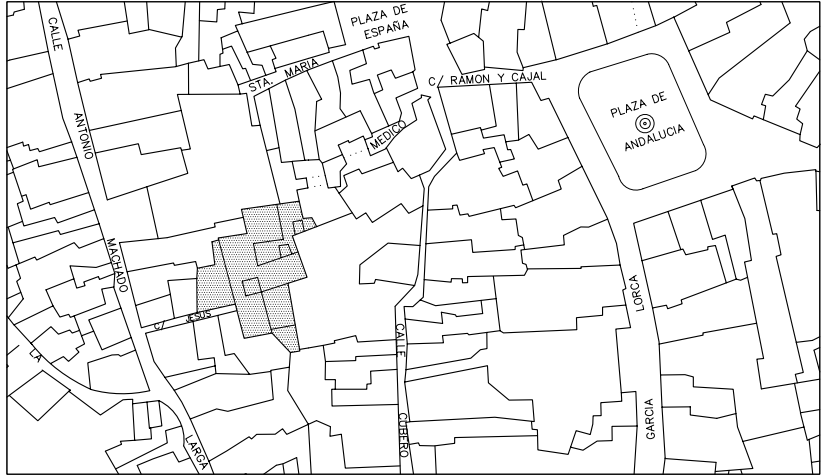 CALLE
ANTONIO
MACHADO
LARGA
LA
C/ JESUS
STA. MARIA
PLAZA DE
ESPAÑA
MEDICO
C/ RAMON Y CAJAL
PLAZA DE
ANDALUCIA
CALLE
CUBERO
LORCA
GARCIA